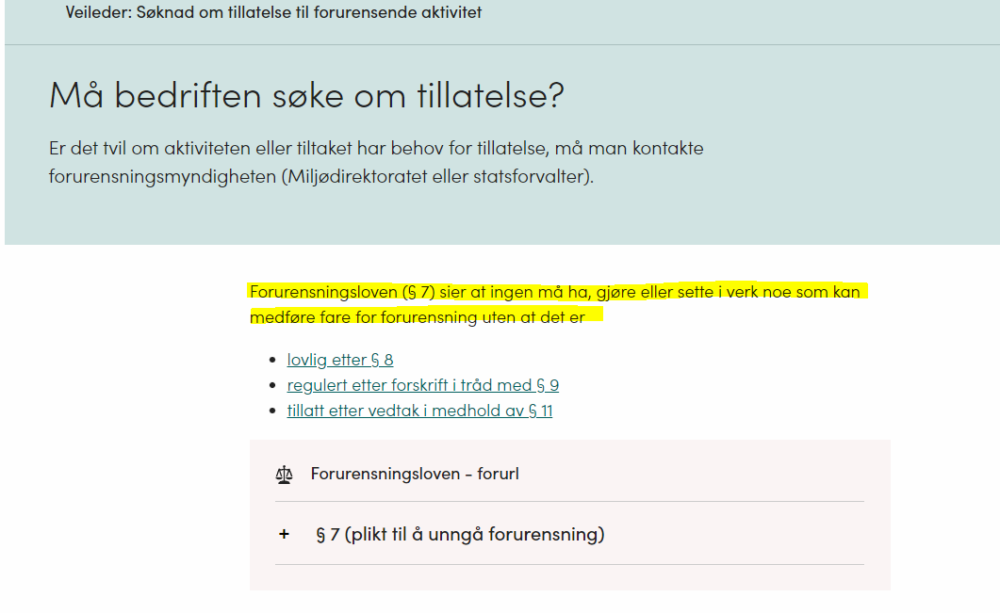 Veileder: Søknad om tillatelse til forurensende aktivitet
Må bedriften søke om tillatelse?
Er det tvil om aktiviteten eller tiltaket har behov for tillatelse, må man kontakte
forurensningsmyndigheten (Miljødirektoratet eller statsforvalter).
Forurensningsloven (§ 7) sier at ingen må ha, gjøre eller sette i verk noe som kan
medføre fare for forurensning uten at det er
• lovlig etter § 8
• regulert etter forskrift i tråd med § 9
• tillatt etter vedtak i medhold av § 11
Forurensningsloven - forurl
+ § 7 (plikt til å unngå forurensning)